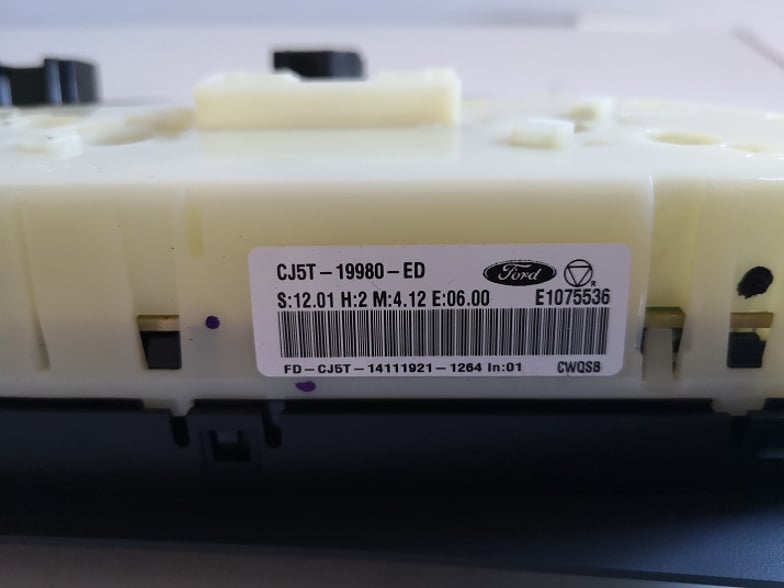 CJ5T-19980-ED Ford R
S:12.01 H:2 M:4.12 E:06.00 E1075536
FD-CJ5T-14111921-1264 In:01 CWQSB